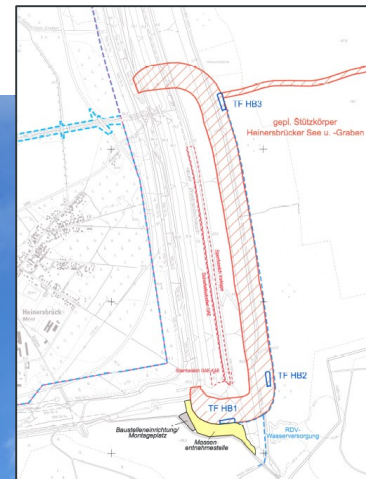 TF HB3
gepl. Stützkörper
Heinersbrücker See u. -Graben
Heinersbrück
TF HB2
TF HB1
RDV-
Wasserversorgung
Baustelleneinrichtung/
Montageplatz
Massen
entnahmestelle